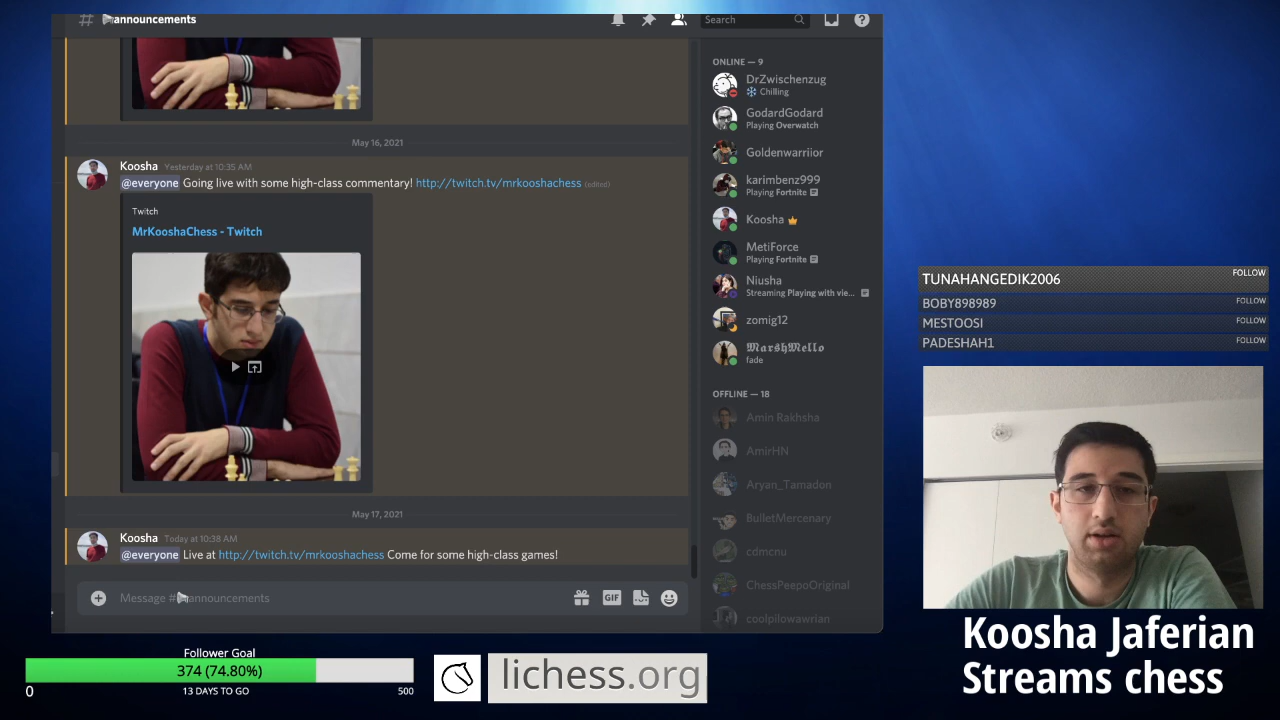 # announcements
Search
May 16, 2021
Koosha Yesterday at 10:35 AM
@everyone Going live with some high-class commentary! http://twitch.tv/mrkooshachess (edited)
Twitch
MrKooshaChess - Twitch
May 17, 2021
Koosha Today at 10:38 AM
@everyone Live at http://twitch.tv/mrkooshachess Come for some high-class games!
Message # announcements
GIF
ONLINE — 9
DrZwischenzug
Chilling
GodardGodard
Playing Overwatch
Goldenwarriior
karimbenz999
Playing Fortnite
Koosha
MetiForce
Playing Fortnite
Niusha
Streaming Playing with vie...
zomig12
𝕸𝖆𝖗𝖘𝖍𝕸𝖊𝖑𝖑𝖔
fade
OFFLINE — 18
Amin Rakhsha
AmirHN
Aryan_Tamadon
BulletMercenary
cdmcnu
ChessPeepoOriginal
coolpilowawrian
TUNAHANGEDIK2006 FOLLOW
BOBY898989 FOLLOW
MESTOOSI FOLLOW
PADESHAH1 FOLLOW
Koosha Jaferian
Streams chess
Follower Goal
374 (74.80%)
0 13 DAYS TO GO 500
lichess.org